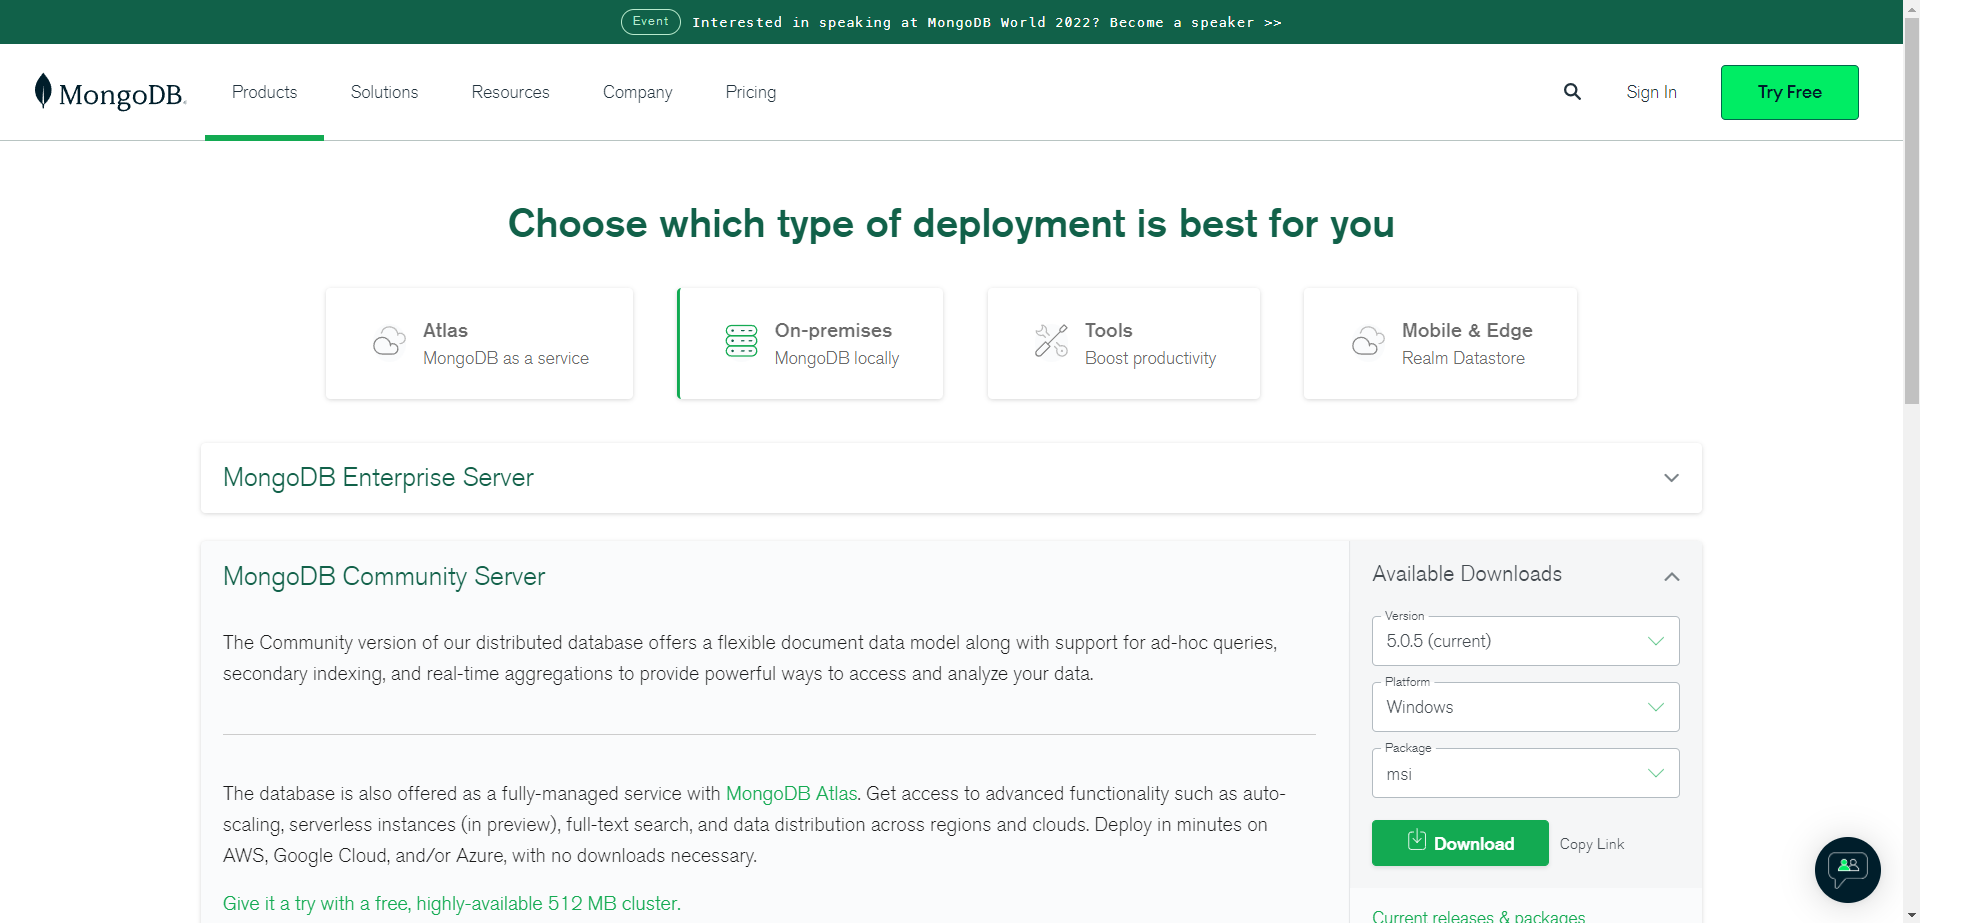 Event Interested in speaking at MongoDB World 2022? Become a speaker >>
MongoDB. Products Solutions Resources Company Pricing Sign In Try Free
Choose which type of deployment is best for you
Atlas
MongoDB as a service
On-premises
MongoDB locally
Tools
Boost productivity
Mobile & Edge
Realm Datastore
MongoDB Enterprise Server
MongoDB Community Server
The Community version of our distributed database offers a flexible document data model along with support for ad-hoc queries,
secondary indexing, and real-time aggregations to provide powerful ways to access and analyze your data.
The database is also offered as a fully-managed service with MongoDB Atlas. Get access to advanced functionality such as auto-
scaling, serverless instances (in preview), full-text search, and data distribution across regions and clouds. Deploy in minutes on
AWS, Google Cloud, and/or Azure, with no downloads necessary.
Give it a try with a free, highly-available 512 MB cluster.
Available Downloads
Version
5.0.5 (current)
Platform
Windows
Package
msi
Download Copy Link
Current releases & packages